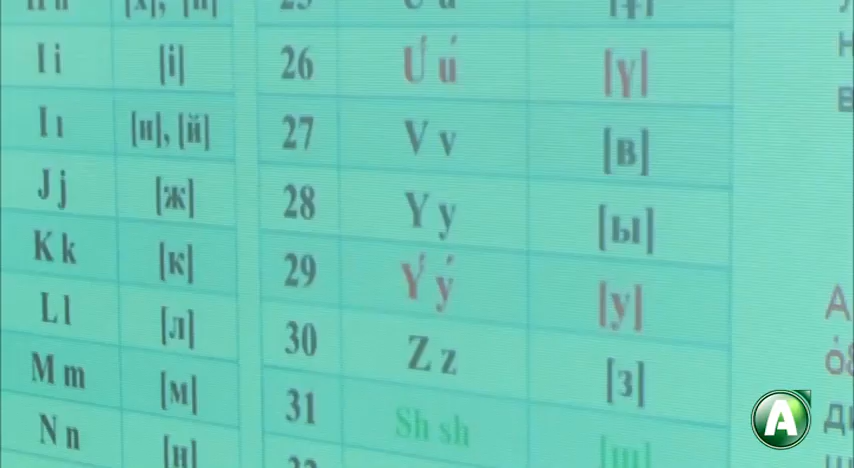 I i [і] 26 Ú ú [ү]
I ı [и], [й] 27 V v [в]
J j [ж] 28 Y y [ы]
K k [к] 29 Ý ý [у]
L l [л] 30 Z z [з]
M m [м] 31 Sh sh [ш]
N n [н]
A